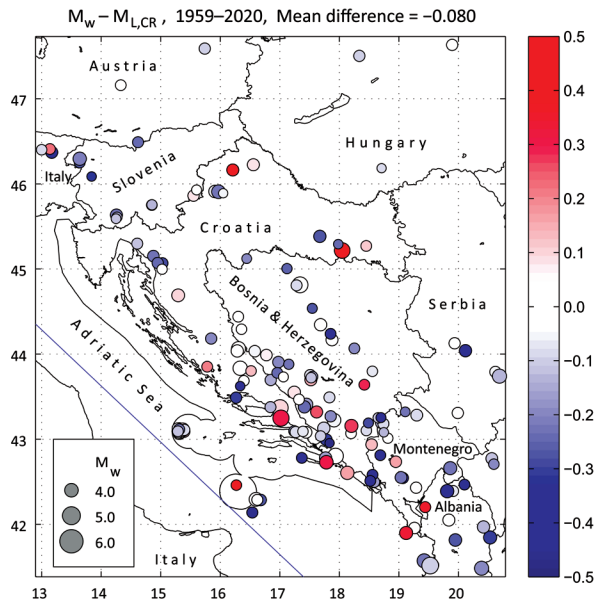 M_w – M_L,CR , 1959–2020, Mean difference = −0.080
Austria
Hungary
Slovenia
Italy
Croatia
Serbia
Bosnia & Herzegovina
Adriatic Sea
Montenegro
Albania
Italy
M_w
4.0
5.0
6.0
47
46
45
44
43
42
13 14 15 16 17 18 19 20
0.5
0.4
0.3
0.2
0.1
0.0
−0.1
−0.2
−0.3
−0.4
−0.5